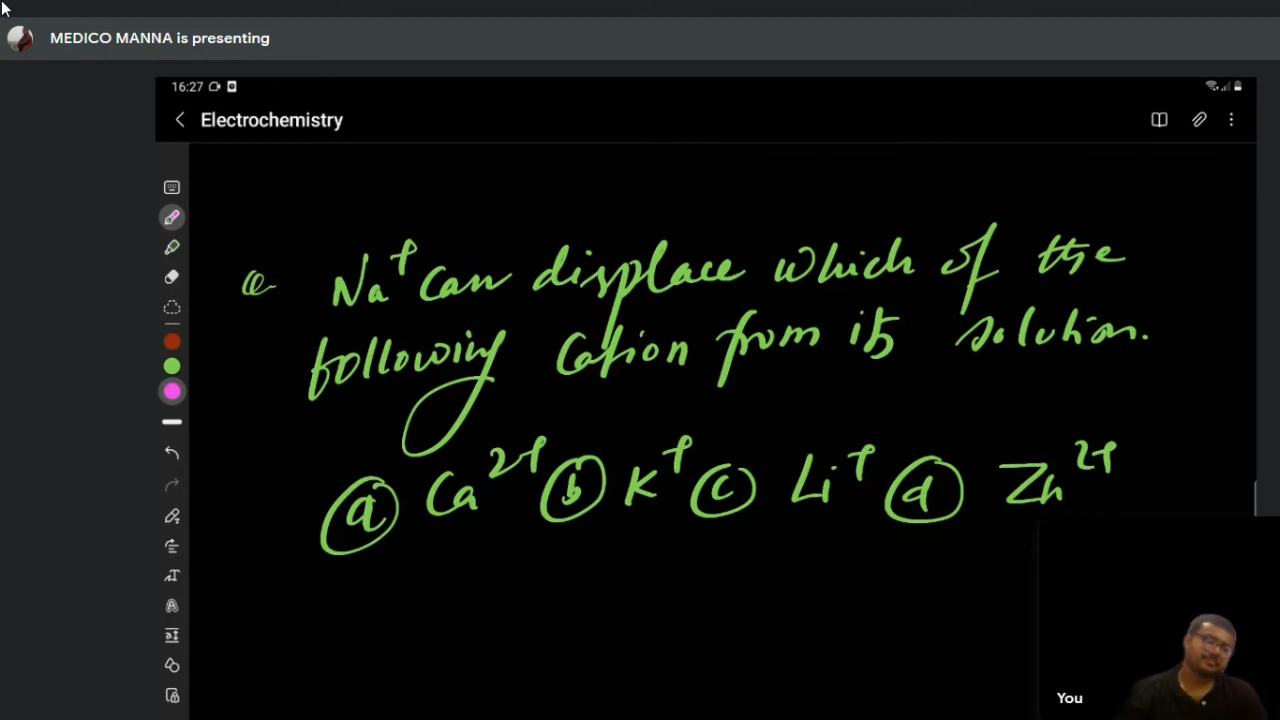 MEDICO MANNA is presenting
16:27
Electrochemistry
Na+ can displace which of the
following cation from its solution.
a Ca2+ b K+ c Li+ d Zn2+
You